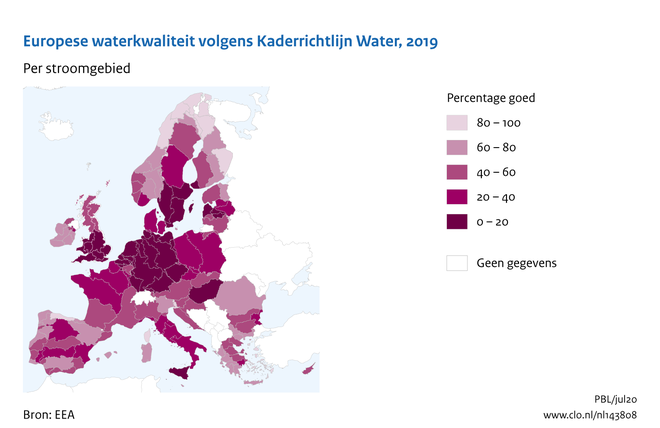 Europese waterkwaliteit volgens Kaderrichtlijn Water, 2019
Per stroomgebied
Percentage goed
80 – 100
60 – 80
40 – 60
20 – 40
0 – 20
Geen gegevens
PBL/jul20
Bron: EEA
www.clo.nl/nl143808